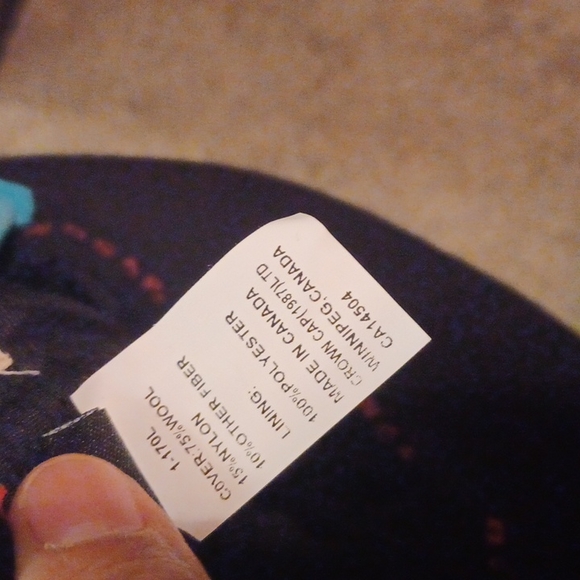 1-170L
COVER:75%WOOL
15%NYLON
10%OTHER FIBER
LINING:
100%POLYESTER
MADE IN CANADA
CROWN CAP(1987)LTD
WINNIPEG,CANADA
CA14504